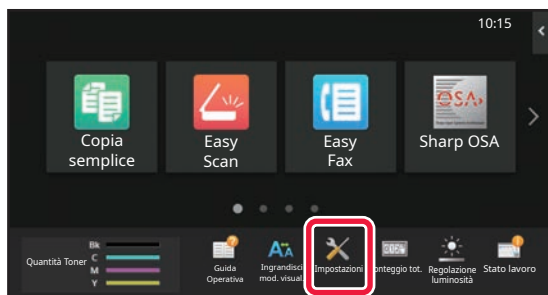 10:15
Copia
semplice
Easy
Scan
Easy
Fax
OSA
Sharp OSA
Quantità Toner
Bk
C
M
Y
Guida
Operativa
Ingrandisci
mod. visual.
Impostazioni
onteggio tot.
Regolazione
luminosità
Stato lavoro